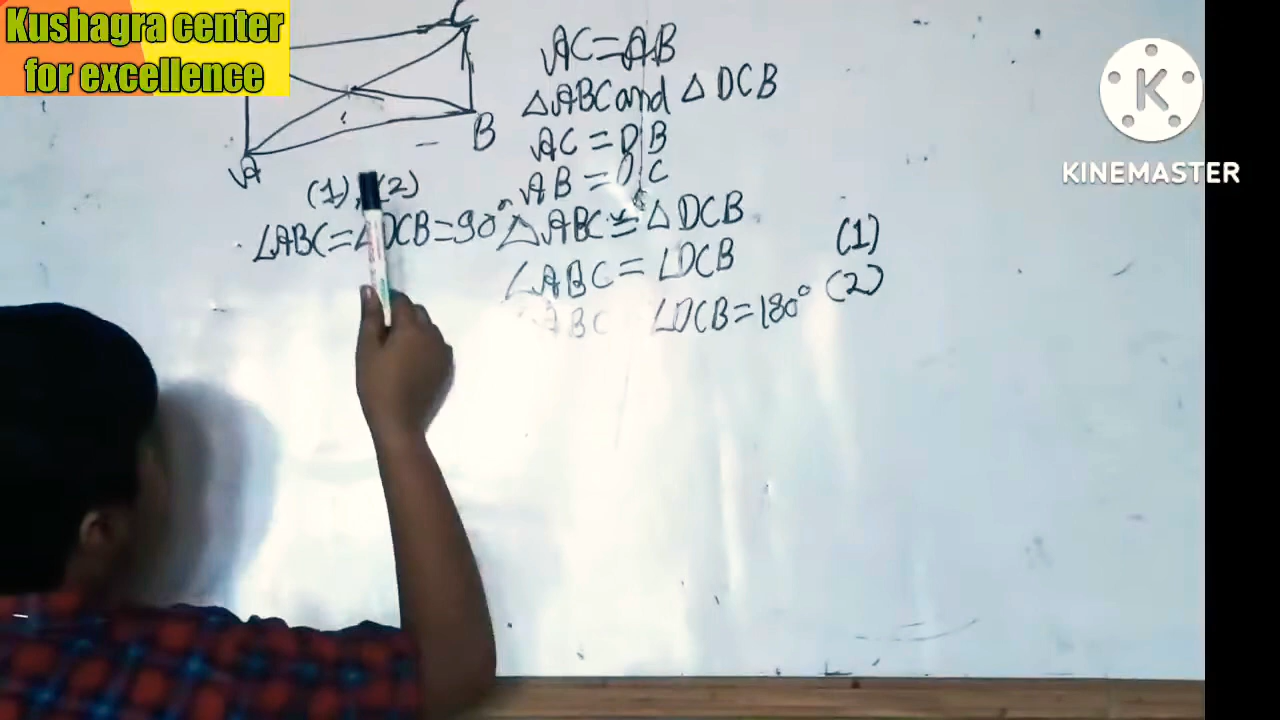 Kushagra center
for excellence
K
KINEMASTER
C
A
B
AC=AB
△ABC and △DCB
AC = DB
AB = DC
△ABC ≅ △DCB
∠ABC = ∠DCB (1)
ABC ∠DCB=180° (2)
(1), (2)
∠ABC=∠DCB=90°